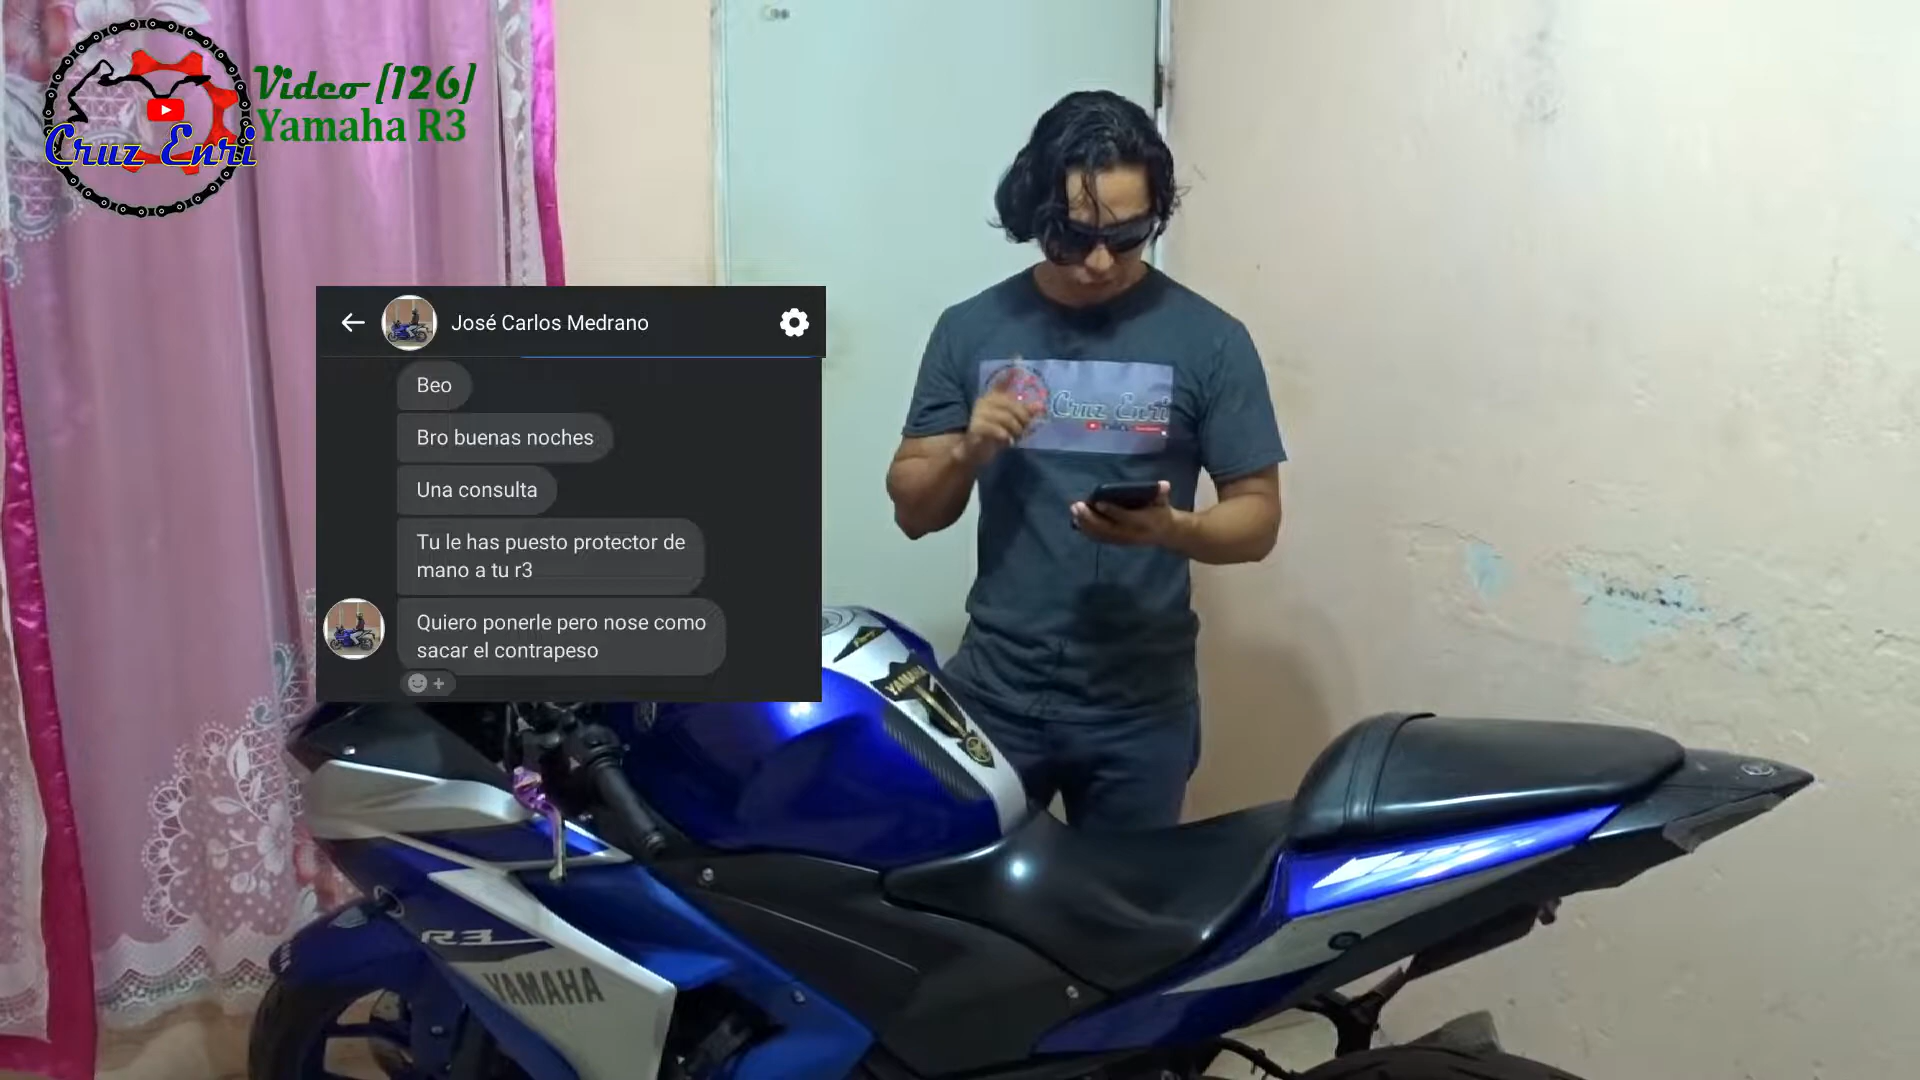 Video [126]
Yamaha R3
Cruz Enri
José Carlos Medrano
Beo
Bro buenas noches
Una consulta
Tu le has puesto protector de
mano a tu r3
Quiero ponerle pero nose como
sacar el contrapeso
Cruz Enri
YAMAHA
R3
YAMAHA